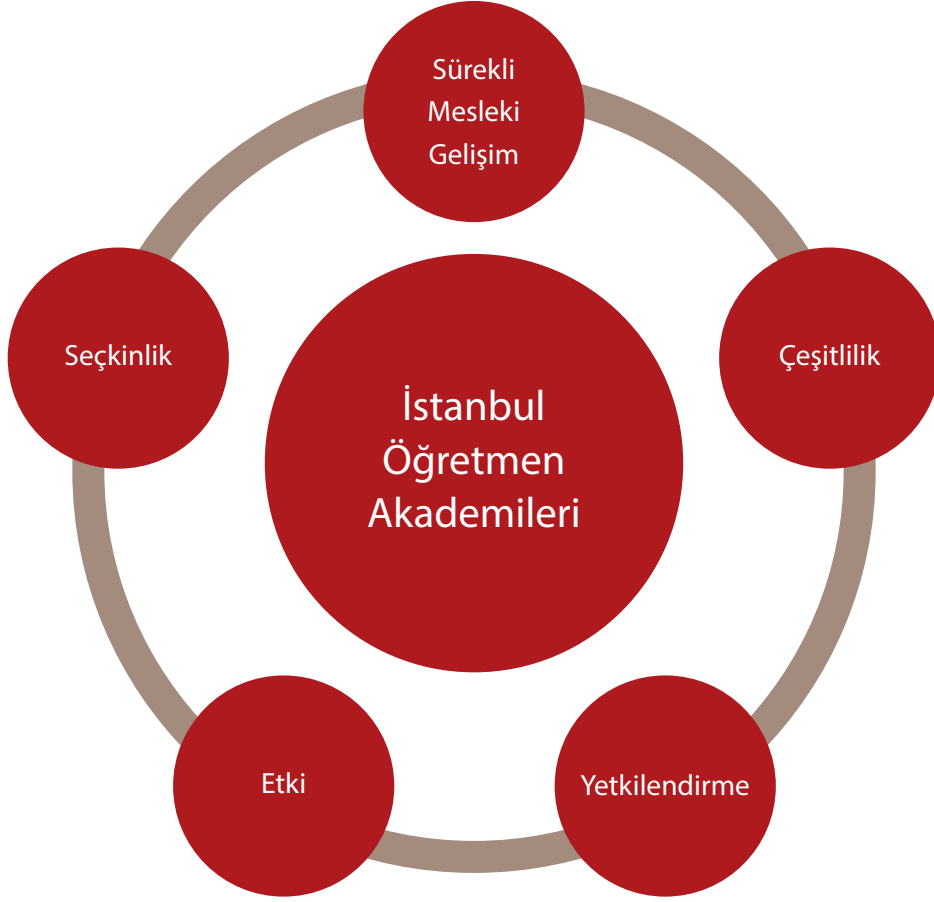 Sürekli
Mesleki
Gelişim
Seçkinlik
Çeşitlilik
İstanbul
Öğretmen
Akademileri
Etki
Yetkilendirme